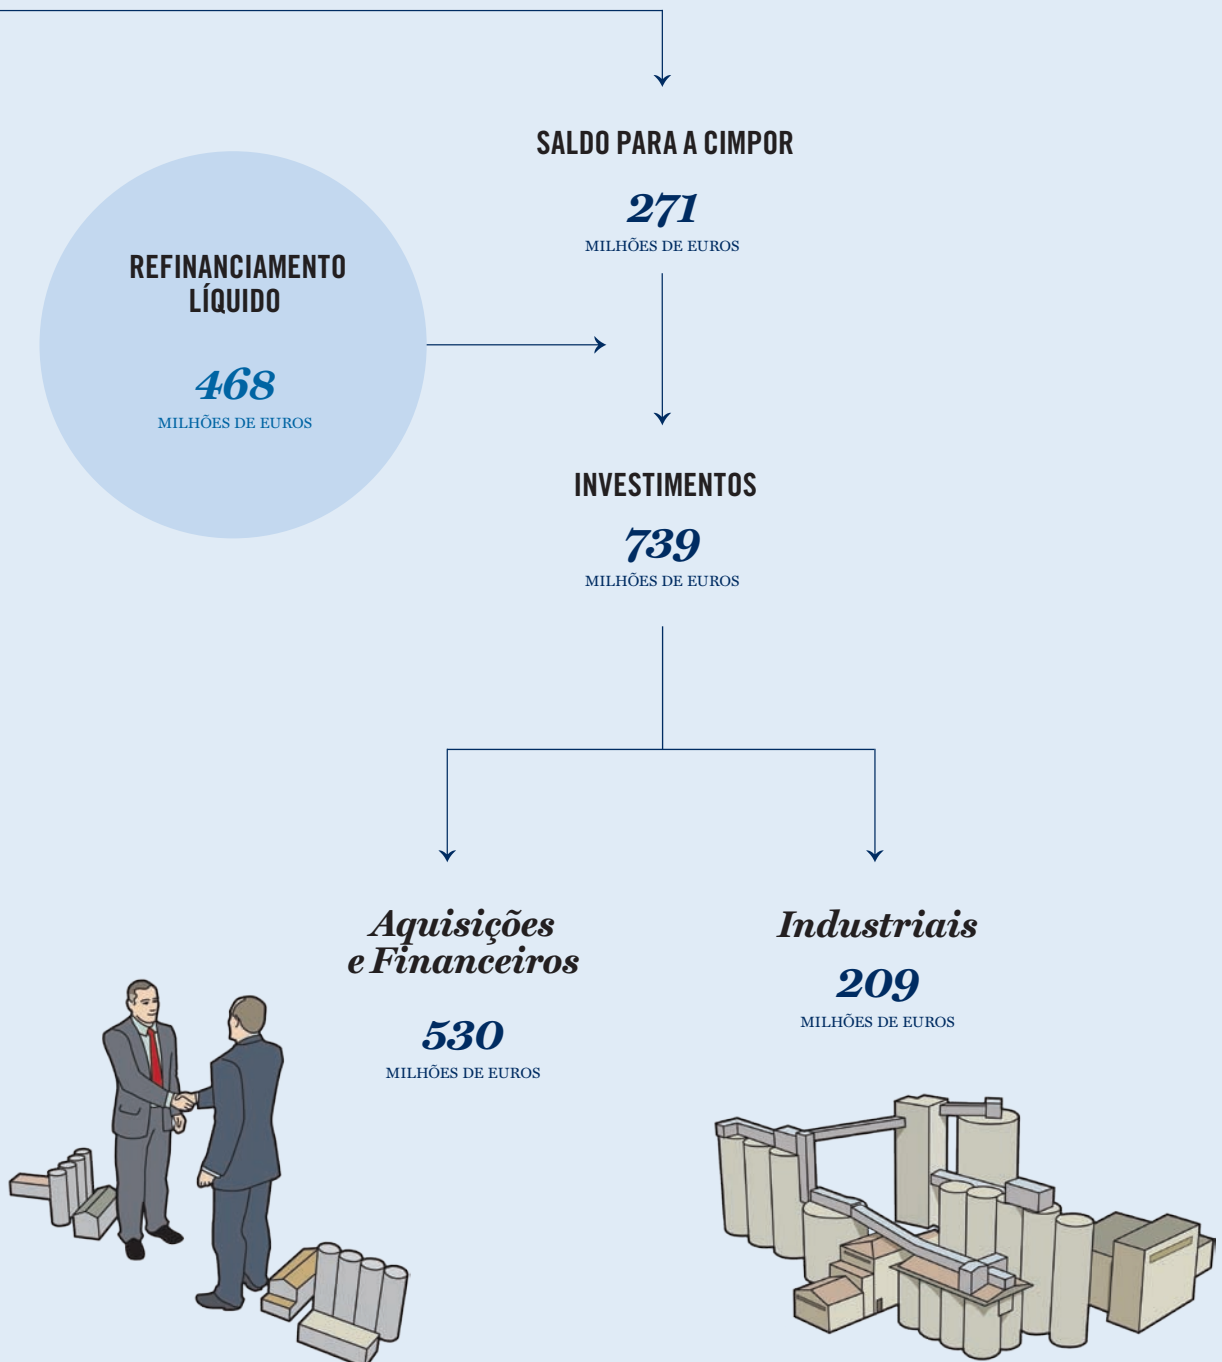 SALDO PARA A CIMPOR
271
MILHÕES DE EUROS
REFINANCIAMENTO
LÍQUIDO
468
MILHÕES DE EUROS
INVESTIMENTOS
739
MILHÕES DE EUROS
Aquisições
e Financeiros
530
MILHÕES DE EUROS
Industriais
209
MILHÕES DE EUROS